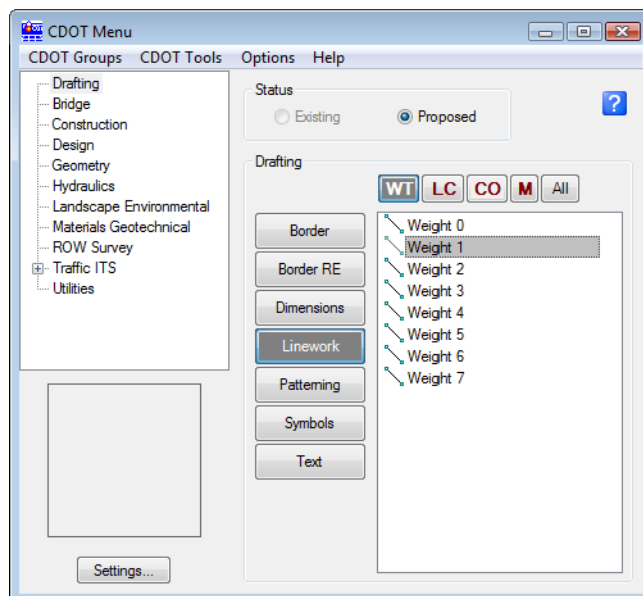 CDOT Menu
CDOT Groups CDOT Tools Options Help
Drafting
Bridge
Construction
Design
Geometry
Hydraulics
Landscape Environmental
Materials Geotechnical
ROW Survey
Traffic ITS
Utilities
Settings...
Status
Existing Proposed
?
Drafting
WT LC CO M All
Border
Border RE
Dimensions
Linework
Patterning
Symbols
Text
Weight 0
Weight 1
Weight 2
Weight 3
Weight 4
Weight 5
Weight 6
Weight 7